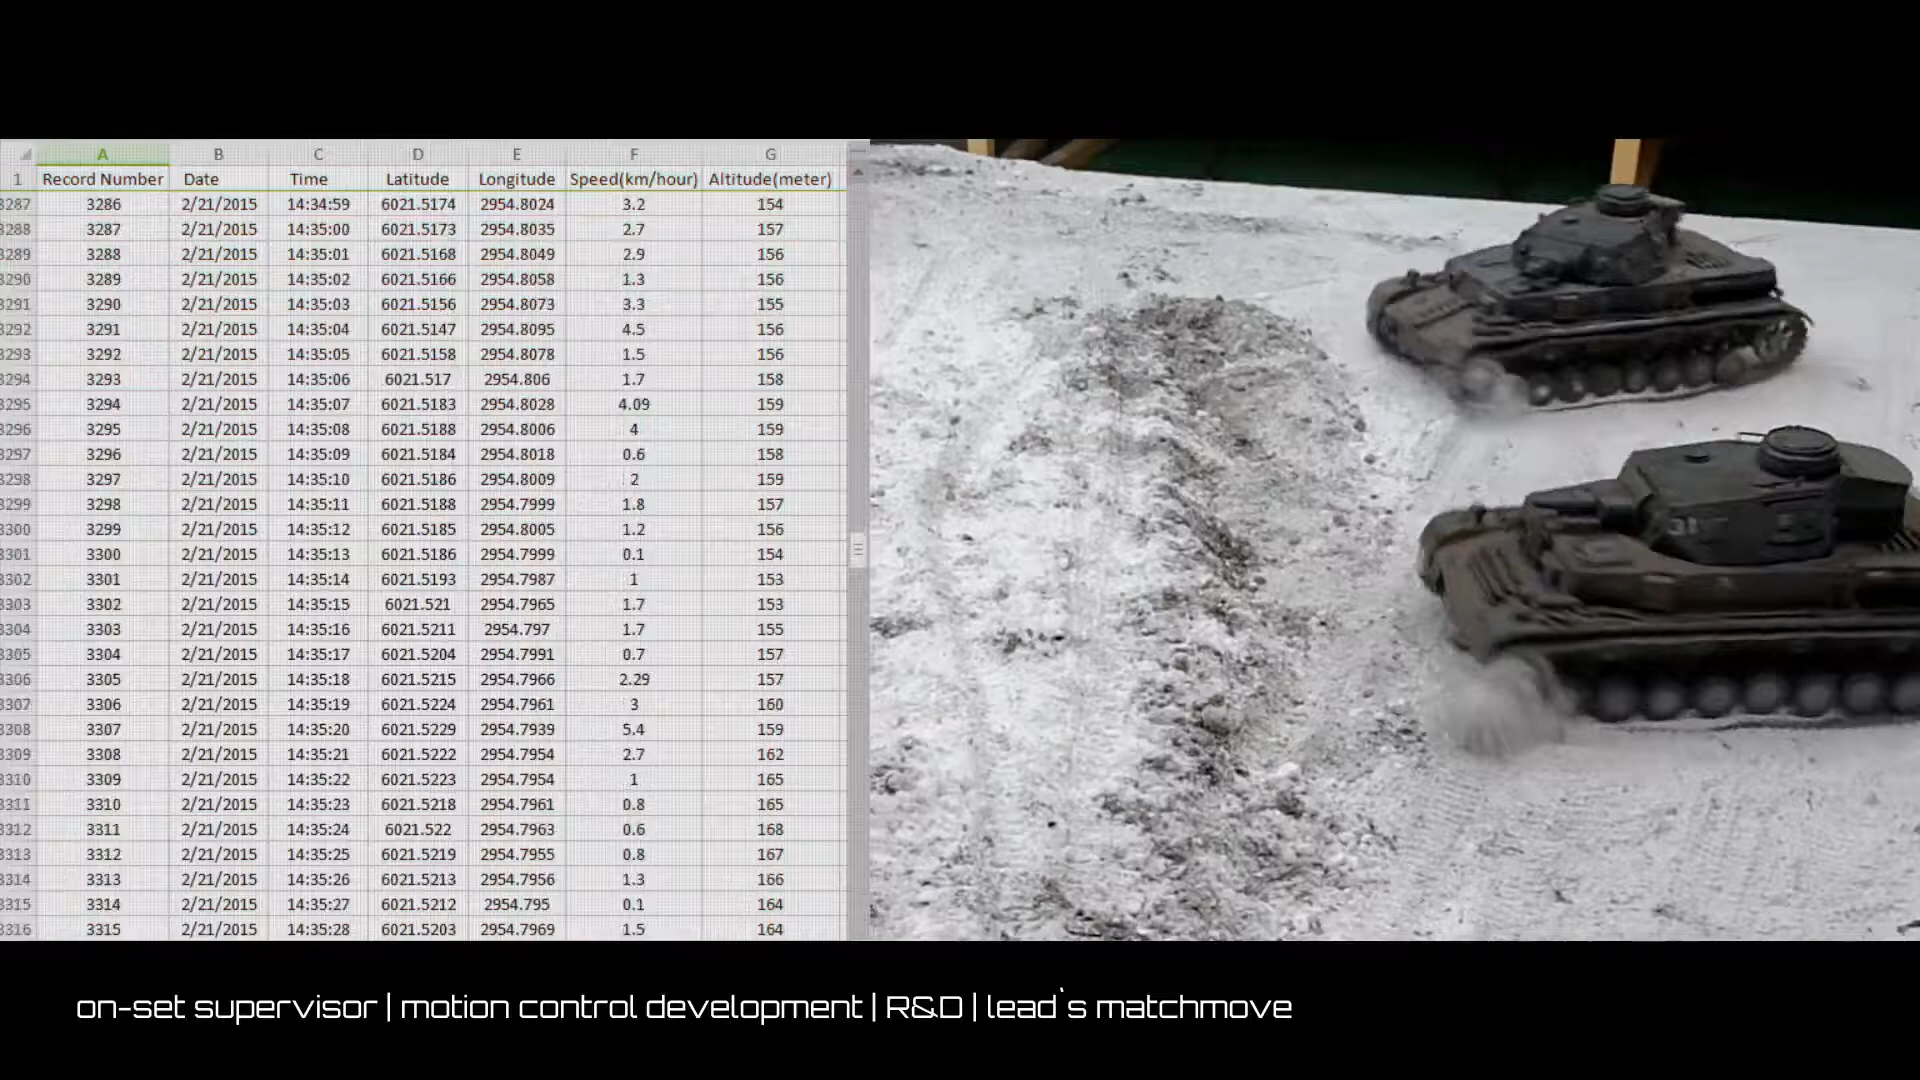 A B C D E F G
1 Record Number Date Time Latitude Longitude Speed(km/hour) Altitude(meter)
3287 3286 2/21/2015 14:34:59 6021.5174 2954.8024 3.2 154
3288 3287 2/21/2015 14:35:00 6021.5173 2954.8035 2.7 157
3289 3288 2/21/2015 14:35:01 6021.5168 2954.8049 2.9 156
3290 3289 2/21/2015 14:35:02 6021.5166 2954.8058 1.3 156
3291 3290 2/21/2015 14:35:03 6021.5156 2954.8073 3.3 155
3292 3291 2/21/2015 14:35:04 6021.5147 2954.8095 4.5 156
3293 3292 2/21/2015 14:35:05 6021.5158 2954.8078 1.5 156
3294 3293 2/21/2015 14:35:06 6021.517 2954.806 1.7 158
3295 3294 2/21/2015 14:35:07 6021.5183 2954.8028 4.09 159
3296 3295 2/21/2015 14:35:08 6021.5188 2954.8006 4 159
3297 3296 2/21/2015 14:35:09 6021.5184 2954.8018 0.6 158
3298 3297 2/21/2015 14:35:10 6021.5186 2954.8009 2 159
3299 3298 2/21/2015 14:35:11 6021.5188 2954.7999 1.8 157
3300 3299 2/21/2015 14:35:12 6021.5185 2954.8005 1.2 156
3301 3300 2/21/2015 14:35:13 6021.5186 2954.7999 0.1 154
3302 3301 2/21/2015 14:35:14 6021.5193 2954.7987 1 153
3303 3302 2/21/2015 14:35:15 6021.521 2954.7965 1.7 153
3304 3303 2/21/2015 14:35:16 6021.5211 2954.797 1.7 155
3305 3304 2/21/2015 14:35:17 6021.5204 2954.7991 0.7 157
3306 3305 2/21/2015 14:35:18 6021.5215 2954.7966 2.29 157
3307 3306 2/21/2015 14:35:19 6021.5224 2954.7961 3 160
3308 3307 2/21/2015 14:35:20 6021.5229 2954.7939 5.4 159
3309 3308 2/21/2015 14:35:21 6021.5222 2954.7954 2.7 162
3310 3309 2/21/2015 14:35:22 6021.5223 2954.7954 1 165
3311 3310 2/21/2015 14:35:23 6021.5218 2954.7961 0.8 165
3312 3311 2/21/2015 14:35:24 6021.522 2954.7963 0.6 168
3313 3312 2/21/2015 14:35:25 6021.5219 2954.7955 0.8 167
3314 3313 2/21/2015 14:35:26 6021.5213 2954.7956 1.3 166
3315 3314 2/21/2015 14:35:27 6021.5212 2954.795 0.1 164
3316 3315 2/21/2015 14:35:28 6021.5203 2954.7969 1.5 164
on-set supervisor | motion control development | R&D | lead`s matchmove